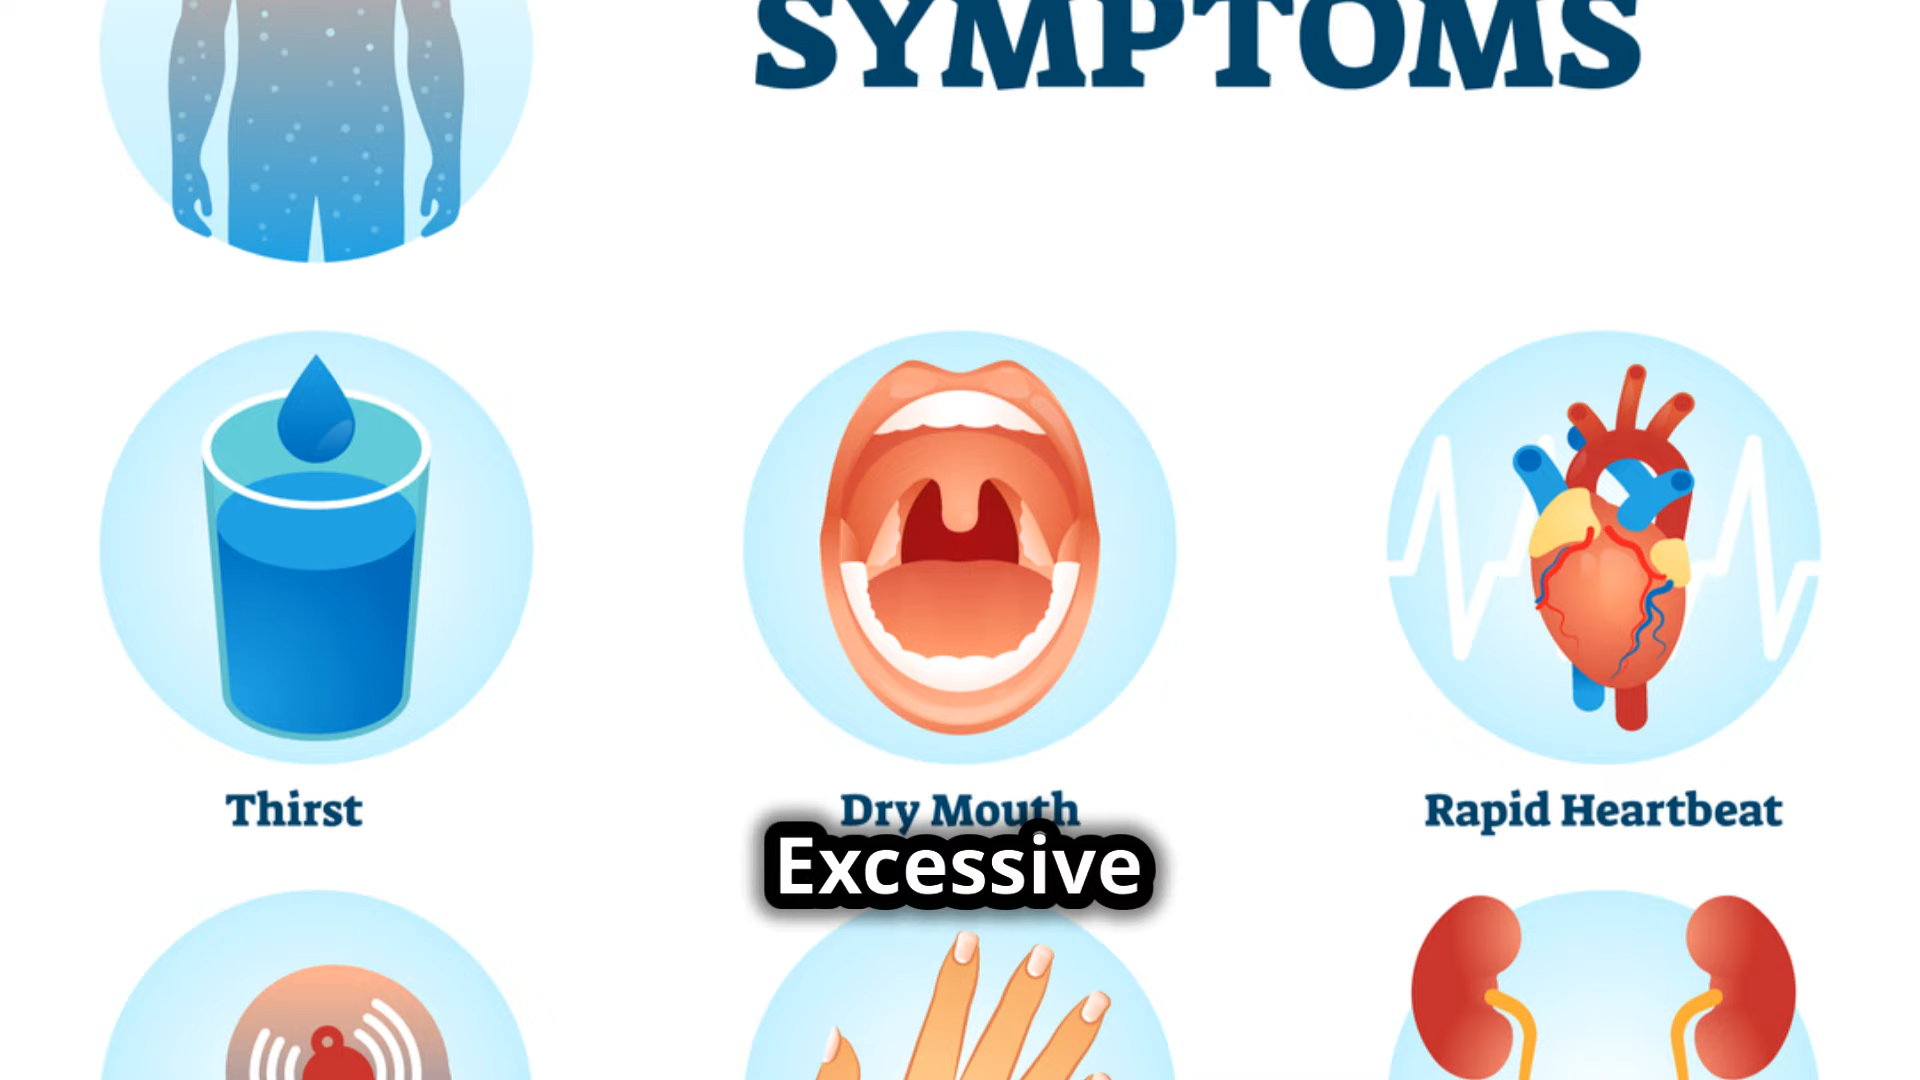 SYMPTOMS
Thirst
Dry Mouth
Rapid Heartbeat
Excessive